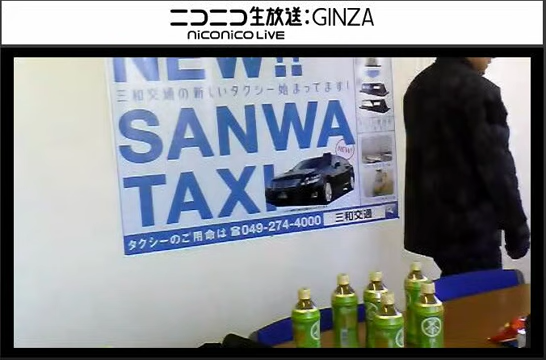 ニコニコ生放送:GINZA
niconico LIVE
NEW!!
三和交通の新しいタクシー始まってます!
SANWA
TAXI
NEW!
タクシーのご用命は ☎049-274-4000 三和交通